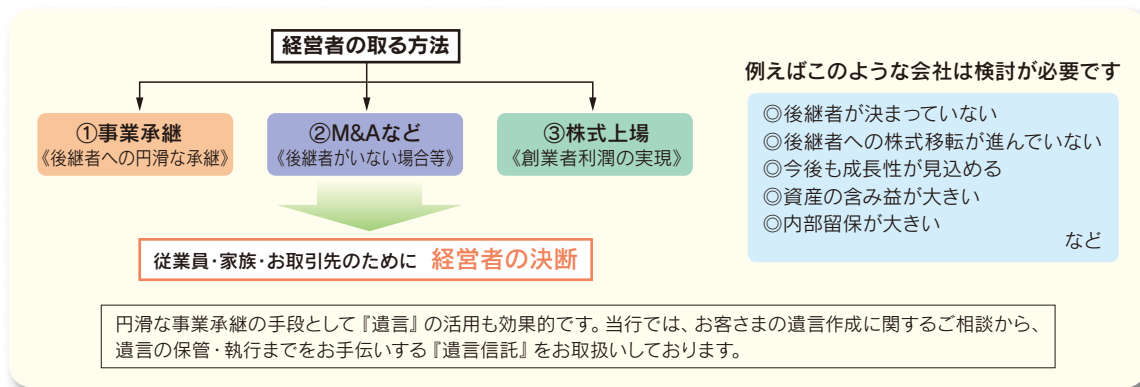 経営者の取る方法
①事業承継
《後継者への円滑な承継》
②M&Aなど
《後継者がいない場合等》
③株式上場
《創業者利潤の実現》
従業員・家族・お取引先のために 経営者の決断
例えばこのような会社は検討が必要です
◎後継者が決まっていない
◎後継者への株式移転が進んでいない
◎今後も成長性が見込める
◎資産の含み益が大きい
◎内部留保が大きい
など
円滑な事業承継の手段として『遺言』の活用も効果的です。当行では、お客さまの遺言作成に関するご相談から、
遺言の保管・執行までをお手伝いする『遺言信託』をお取扱いしております。